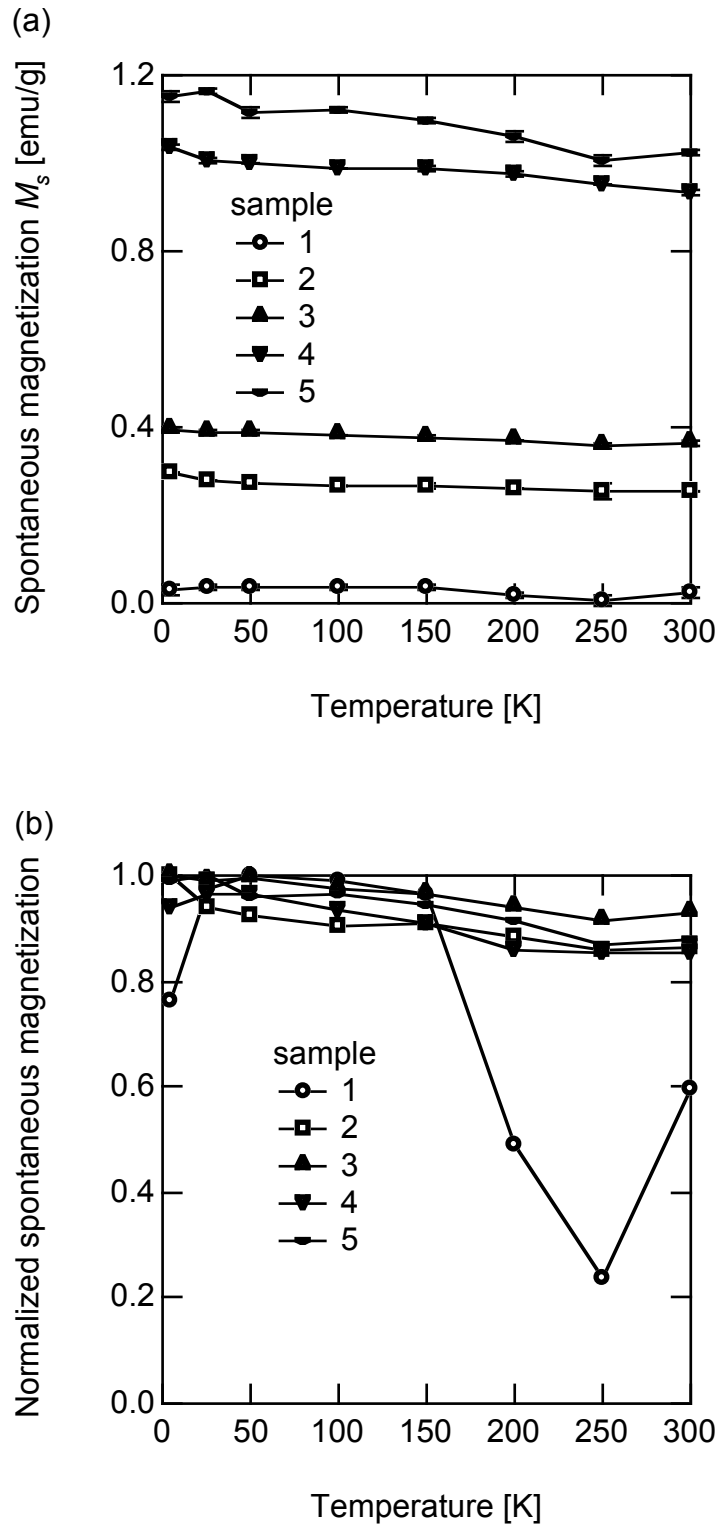 (a)
Spontaneous magnetization Ms [emu/g]
1.2
0.8
0.4
0.0
sample
1
2
3
4
5
0 50 100 150 200 250 300
Temperature [K]
(b)
Normalized spontaneous magnetization
1.0
0.8
0.6
0.4
0.2
0.0
sample
1
2
3
4
5
0 50 100 150 200 250 300
Temperature [K]